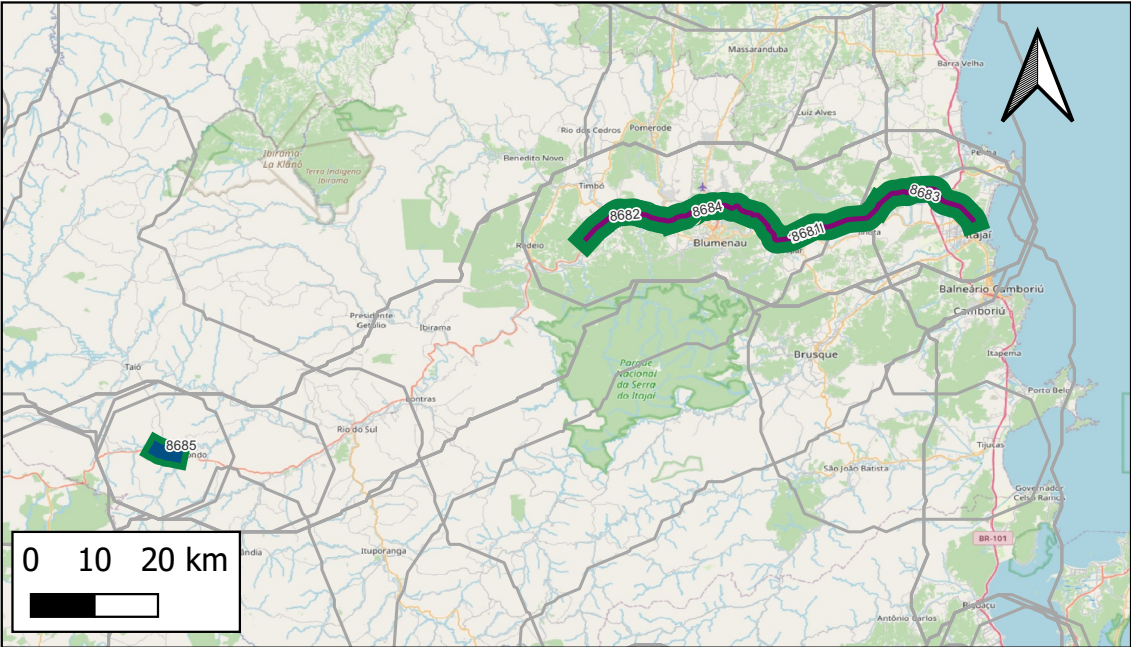 Massaranduba
Barra Velha
Luiz Alves
Rio dos Cedros
Pomerode
Benedito Novo
Ibirama-
La Klãnõ
Terra Indígena
Ibirama
Penha
Timbó
8682
8684
8683
8681
Rodeio
Blumenau
Itajaí
Balneário Camboriú
Camboriú
Presidente
Getúlio
Ibirama
Parque
Nacional
da Serra
do Itajaí
Brusque
Itapema
Taió
Porto Belo
Lontras
Rio do Sul
8685
Tijucas
São João Batista
Governador
Celso Ramos
BR-101
Ituporanga
Antônio Carlos
Biguaçu
0 10 20 km